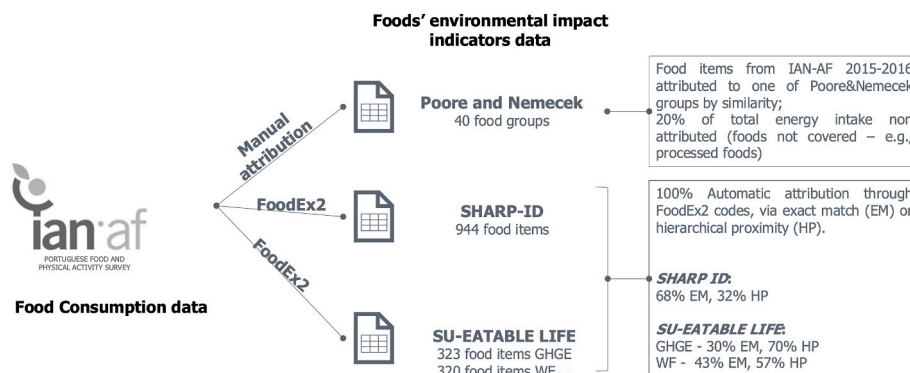 Foods' environmental impact
indicators data
Food items from IAN-AF 2015-2016
attributed to one of Poore&Nemecek
groups by similarity;
20% of total energy intake non
attributed (foods not covered – e.g.,
processed foods)
Manual
attribution
Poore and Nemecek
40 food groups
FoodEx2
SHARP-ID
944 food items
100% Automatic attribution through
FoodEx2 codes, via exact match (EM) or
hierarchical proximity (HP).
ian·af
PORTUGUESE FOOD AND
PHYSICAL ACTIVITY SURVEY
Food Consumption data
FoodEx2
SHARP ID:
68% EM, 32% HP
SU-EATABLE LIFE
323 food items GHGE
320 food items WF
SU-EATABLE LIFE:
GHGE - 30% EM, 70% HP
WF - 43% EM, 57% HP